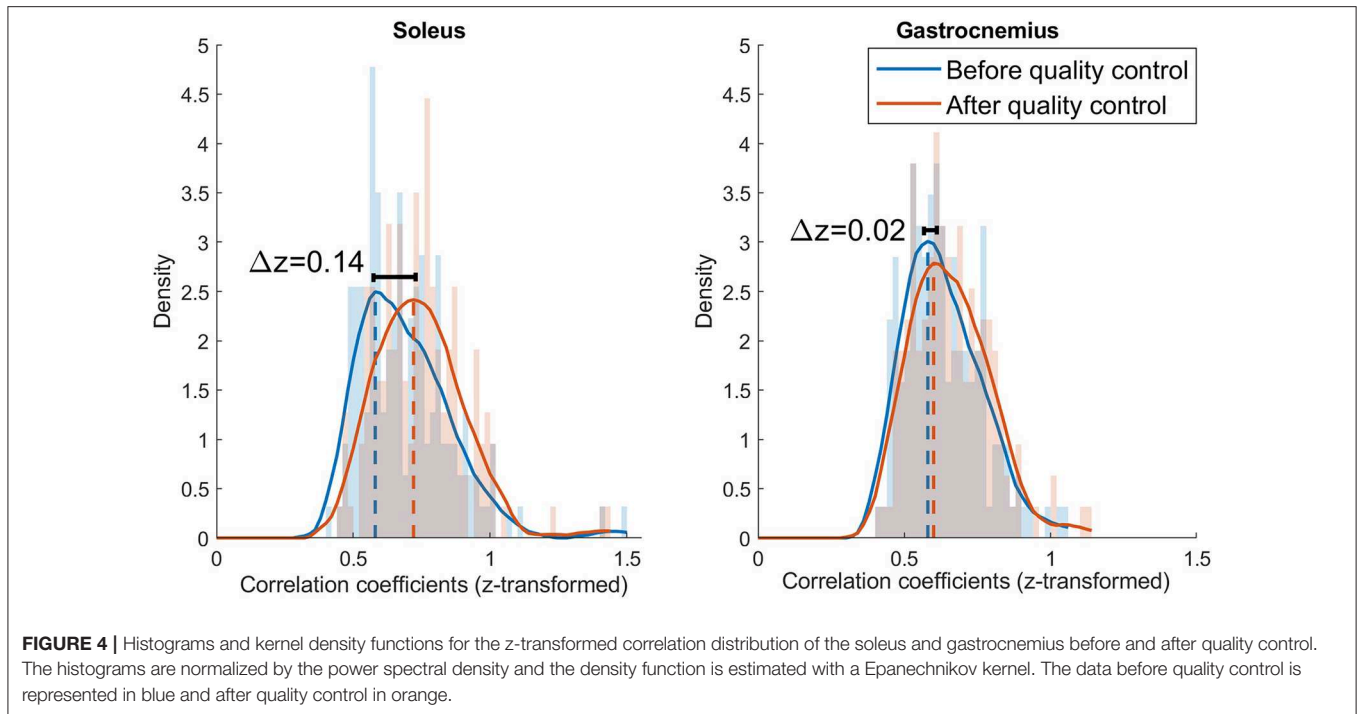 Soleus
5
4.5
4
3.5
3
2.5
2
1.5
1
0.5
0
Density
Δz=0.14
0
0.5
1
1.5
Correlation coefficients (z-transformed)
Gastrocnemius
Before quality control
After quality control
5
4.5
4
3.5
3
2.5
2
1.5
1
0.5
0
Density
Δz=0.02
0
0.5
1
1.5
Correlation coefficients (z-transformed)
FIGURE 4 | Histograms and kernel density functions for the z-transformed correlation distribution of the soleus and gastrocnemius before and after quality control.
The histograms are normalized by the power spectral density and the density function is estimated with a Epanechnikov kernel. The data before quality control is
represented in blue and after quality control in orange.